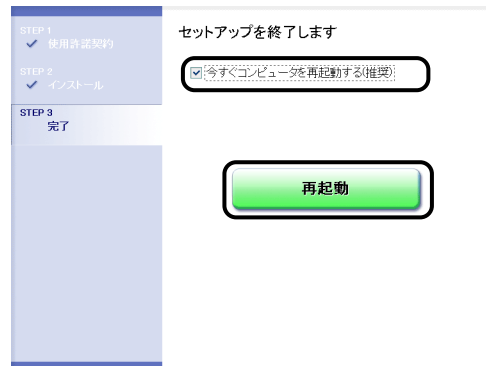 STEP 1
使用許諾契約
STEP 2
インストール
STEP 3
完了
セットアップを終了します
今すぐコンピュータを再起動する(推奨)
再起動